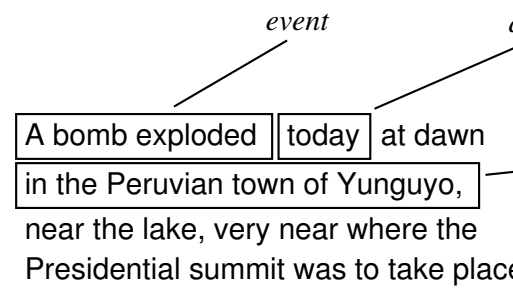 event
A bomb exploded today at dawn
in the Peruvian town of Yunguyo,
near the lake, very near where the
Presidential summit was to take place